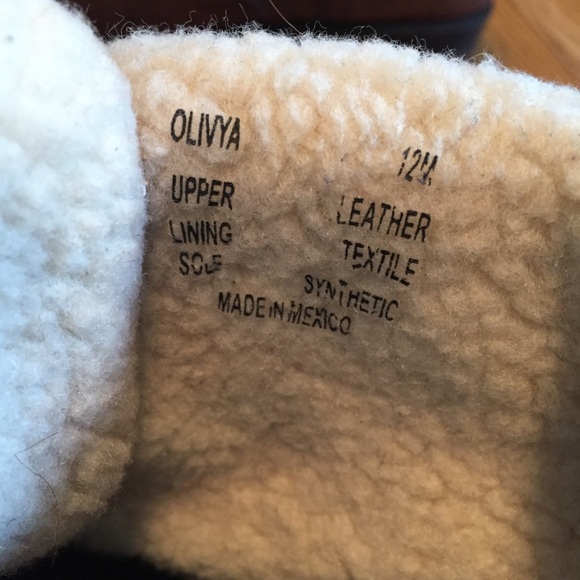 OLIVYA 12M
UPPER LEATHER
LINING TEXTILE
SOLE SYNTHETIC
MADE IN MEXICO